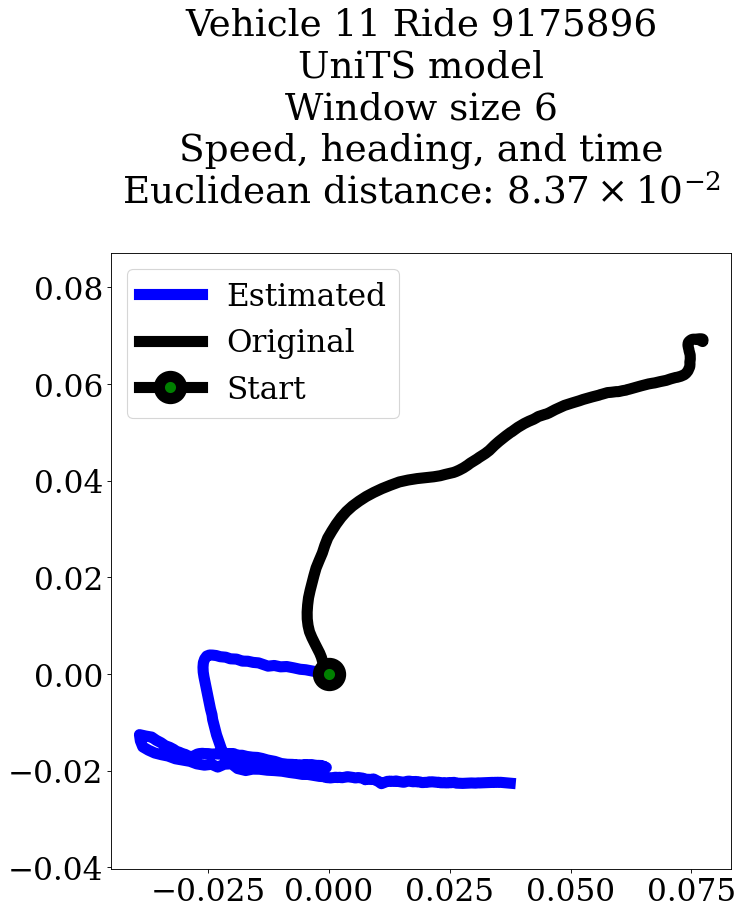 Vehicle 11 Ride 9175896
UniTS model
Window size 6
Speed, heading, and time
Euclidean distance: 8.37 × 10⁻²
Estimated
Original
Start
0.08
0.06
0.04
0.02
0.00
−0.02
−0.04
−0.025 0.000 0.025 0.050 0.075